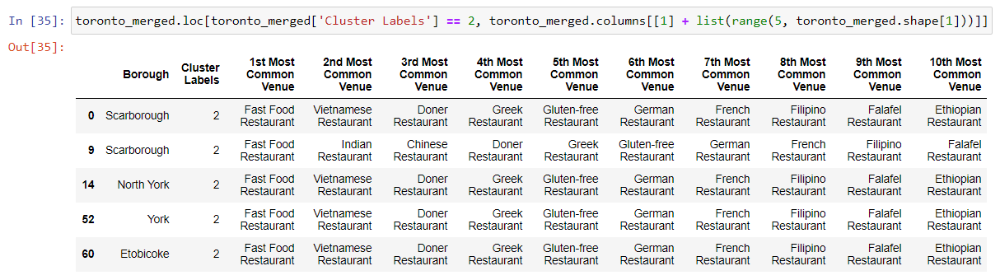 In [35]: toronto_merged.loc[toronto_merged['Cluster Labels'] == 2, toronto_merged.columns[[1] + list(range(5, toronto_merged.shape[1]))]]
Out[35]:
Borough Cluster Labels 1st Most Common Venue 2nd Most Common Venue 3rd Most Common Venue 4th Most Common Venue 5th Most Common Venue 6th Most Common Venue 7th Most Common Venue 8th Most Common Venue 9th Most Common Venue 10th Most Common Venue
0 Scarborough 2 Fast Food Restaurant Vietnamese Restaurant Doner Restaurant Greek Restaurant Gluten-free Restaurant German Restaurant French Restaurant Filipino Restaurant Falafel Restaurant Ethiopian Restaurant
9 Scarborough 2 Fast Food Restaurant Indian Restaurant Chinese Restaurant Doner Restaurant Greek Restaurant Gluten-free Restaurant German Restaurant French Restaurant Filipino Restaurant Falafel Restaurant
14 North York 2 Fast Food Restaurant Vietnamese Restaurant Doner Restaurant Greek Restaurant Gluten-free Restaurant German Restaurant French Restaurant Filipino Restaurant Falafel Restaurant Ethiopian Restaurant
52 York 2 Fast Food Restaurant Vietnamese Restaurant Doner Restaurant Greek Restaurant Gluten-free Restaurant German Restaurant French Restaurant Filipino Restaurant Falafel Restaurant Ethiopian Restaurant
60 Etobicoke 2 Fast Food Restaurant Vietnamese Restaurant Doner Restaurant Greek Restaurant Gluten-free Restaurant German Restaurant French Restaurant Filipino Restaurant Falafel Restaurant Ethiopian Restaurant